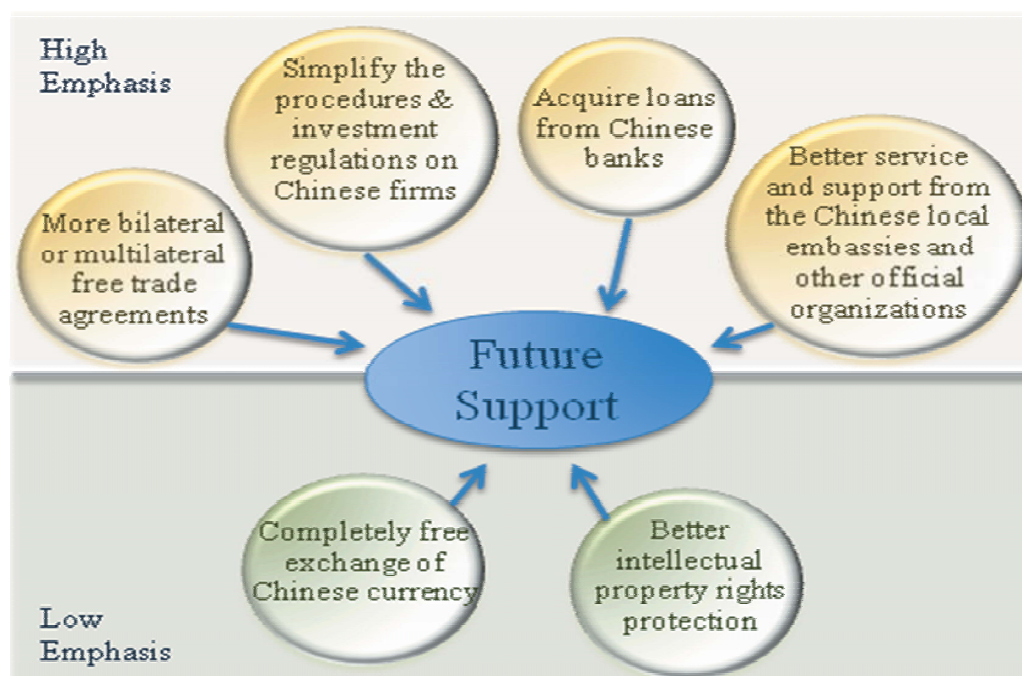 High
Emphasis
Simplify the
procedures &
investment
regulations on
Chinese firms
Acquire loans
from Chinese
banks
Better service
and support from
the Chinese local
embassies and
other official
organizations
More bilateral
or multilateral
free trade
agreements
Future
Support
Completely free
exchange of
Chinese currency
Better
intellectual
property rights
protection
Low
Emphasis